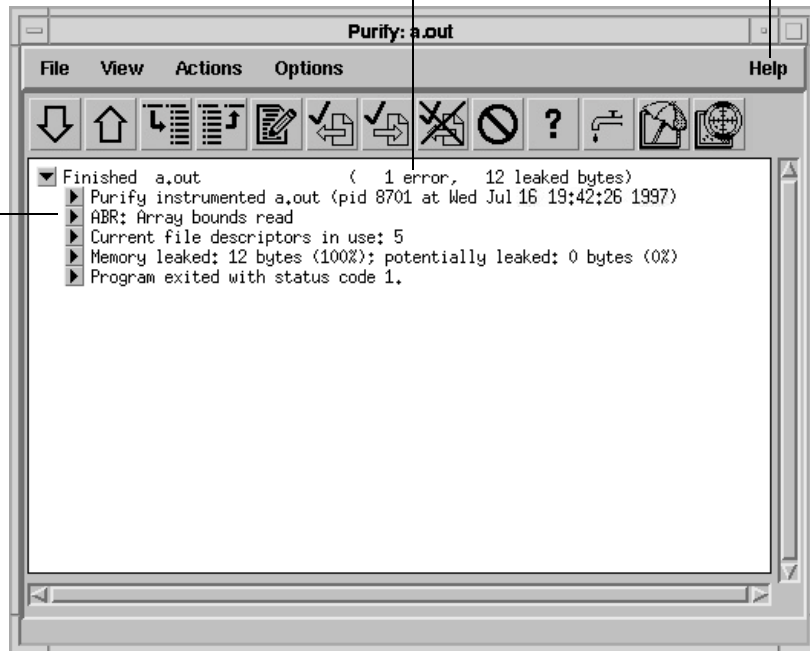 Purify: a.out
File View Actions Options Help
?
Finished a.out ( 1 error, 12 leaked bytes)
Purify instrumented a.out (pid 8701 at Wed Jul 16 19:42:26 1997)
ABR: Array bounds read
Current file descriptors in use: 5
Memory leaked: 12 bytes (100%); potentially leaked: 0 bytes (0%)
Program exited with status code 1.